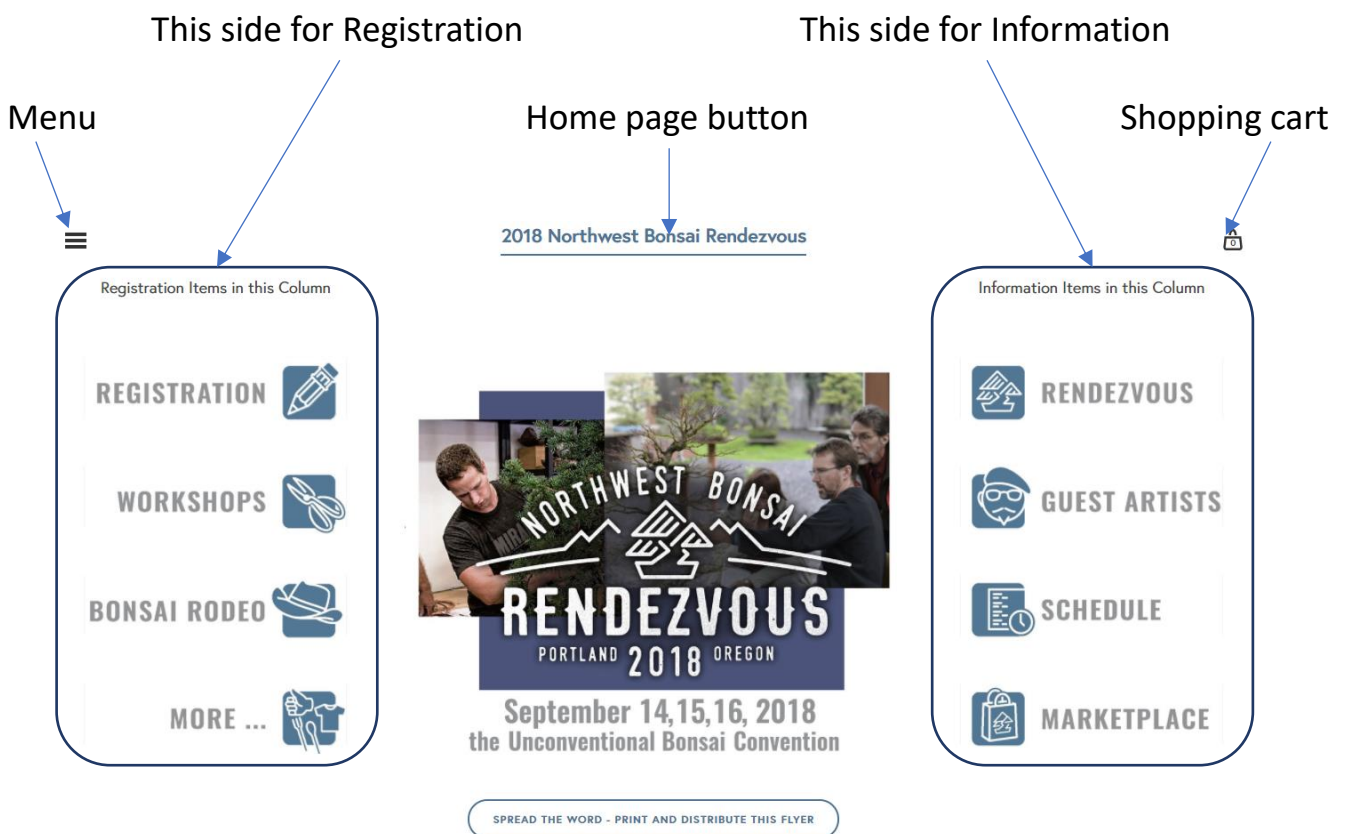 This side for Registration
This side for Information
Menu
Home page button
Shopping cart
2018 Northwest Bonsai Rendezvous
0
Registration Items in this Column
REGISTRATION
WORKSHOPS
BONSAI RODEO
MORE ...
NORTHWEST BONSAI
RENDEZVOUS
PORTLAND 2018 OREGON
September 14,15,16, 2018
the Unconventional Bonsai Convention
Information Items in this Column
RENDEZVOUS
GUEST ARTISTS
SCHEDULE
MARKETPLACE
SPREAD THE WORD - PRINT AND DISTRIBUTE THIS FLYER